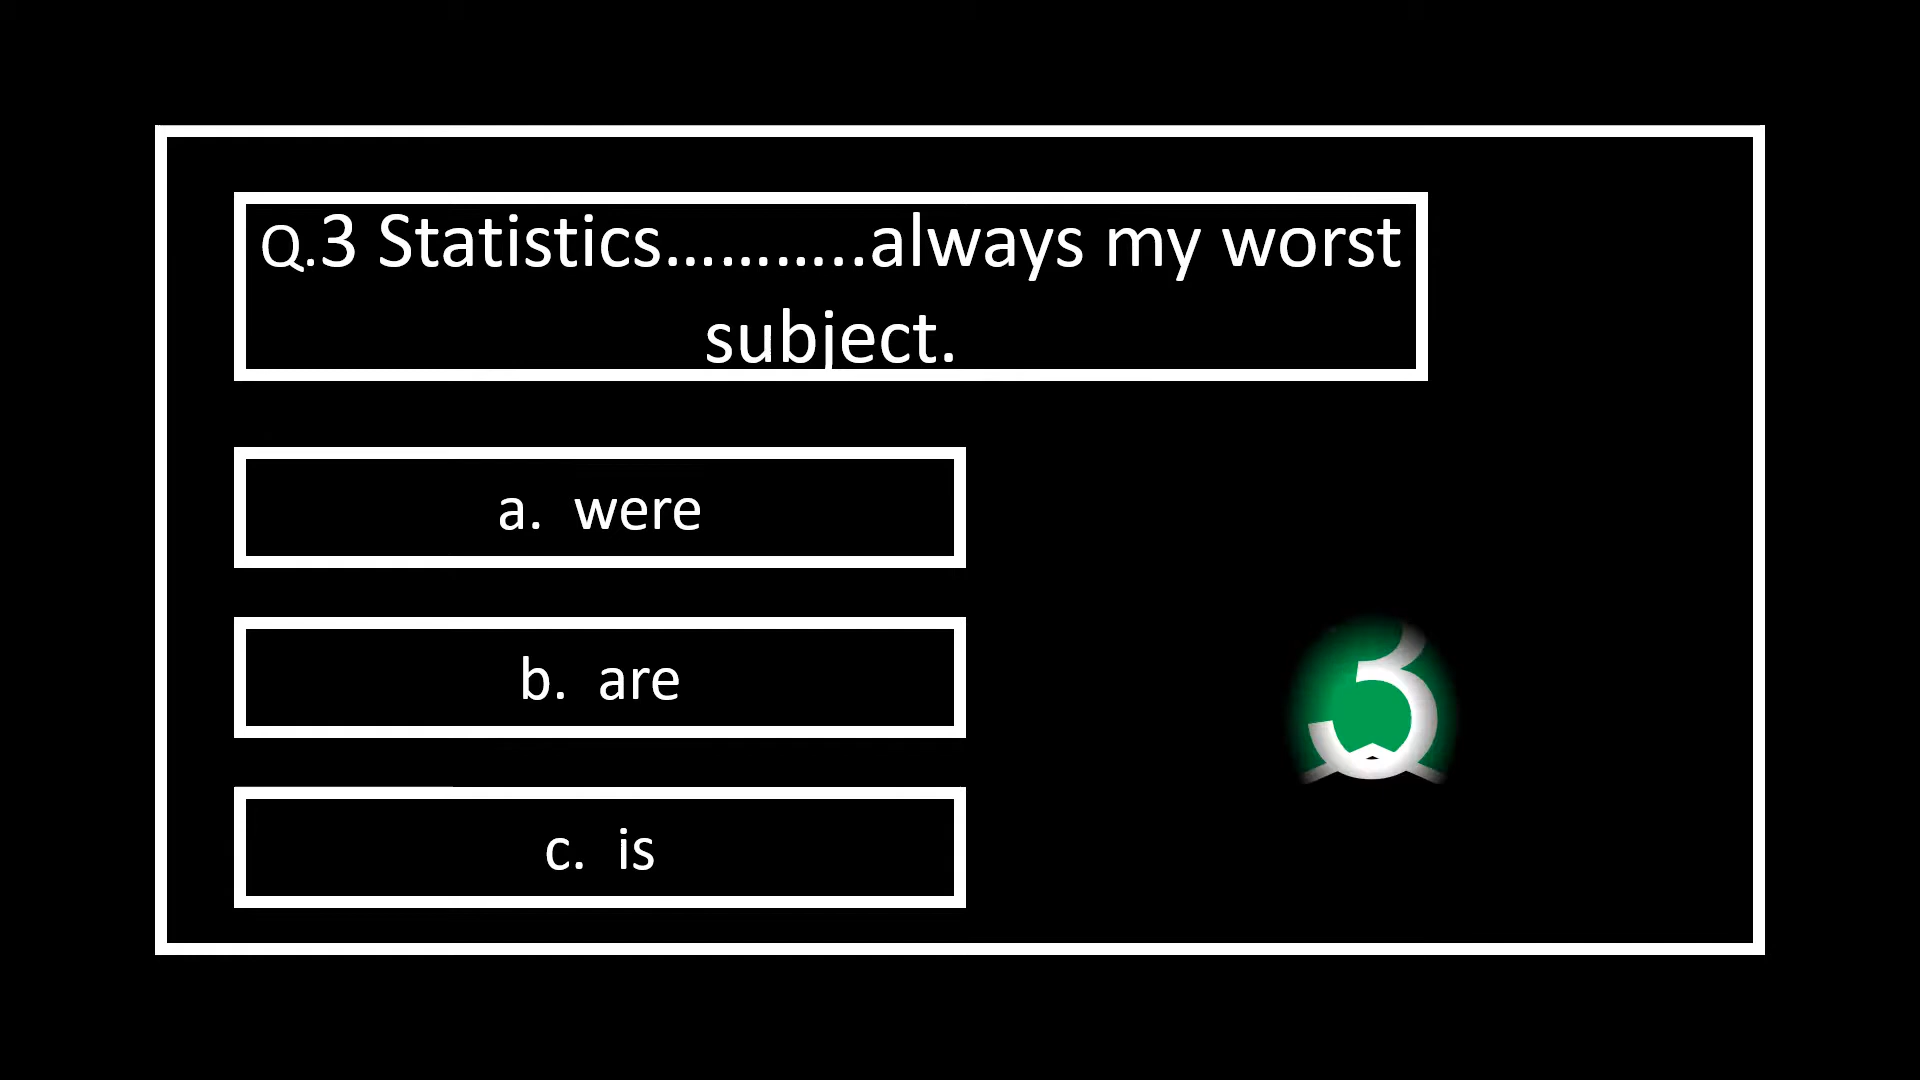 Q.3 Statistics………..always my worst
subject.
a. were
b. are
c. is
3